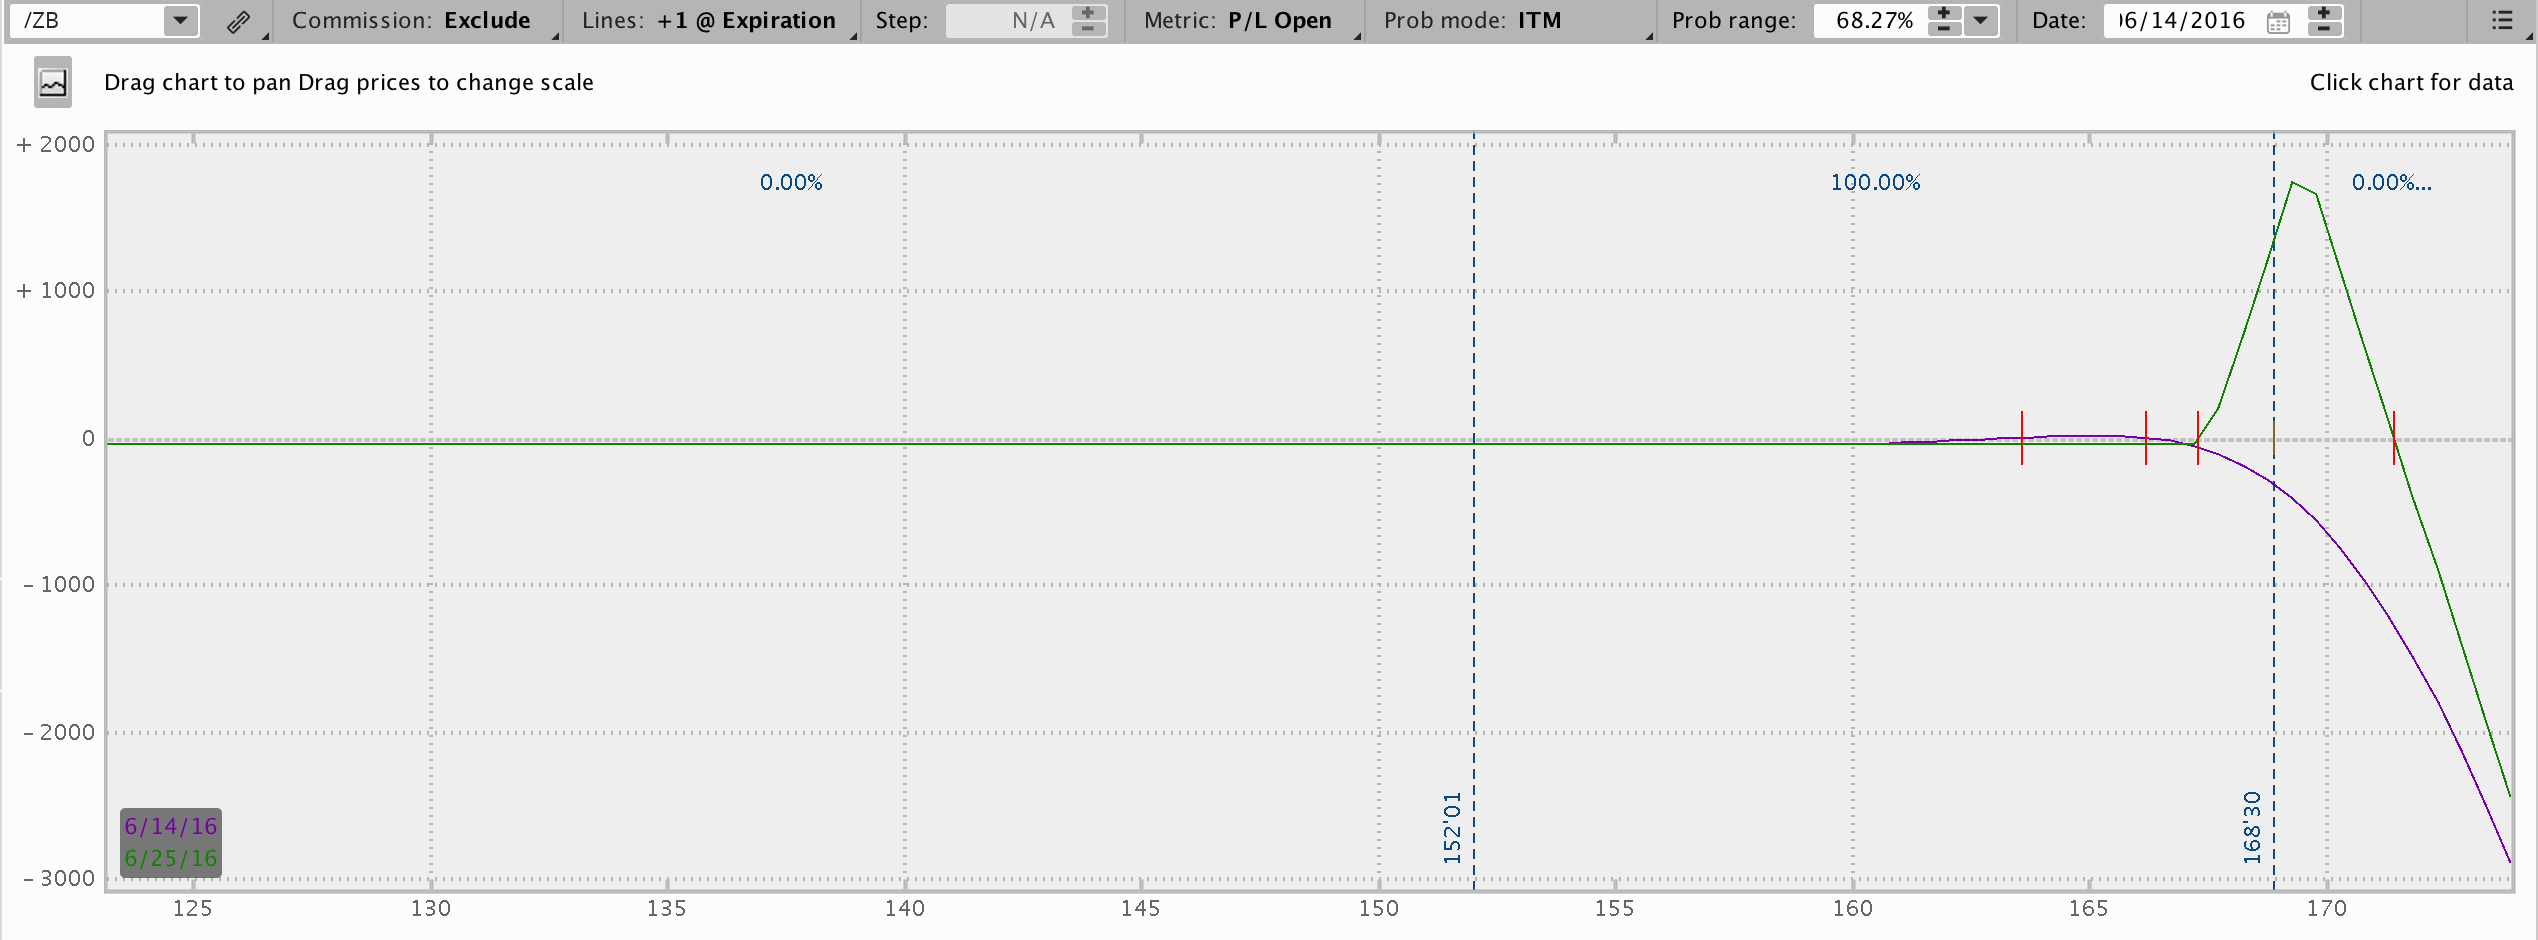 /ZB Commission: Exclude Lines: +1 @ Expiration Step: N/A Metric: P/L Open Prob mode: ITM Prob range: 68.27% Date: 06/14/2016
Drag chart to pan Drag prices to change scale Click chart for data
+ 2000
0.00% 100.00% 0.00%...
+ 1000
0
- 1000
- 2000
152'01 168'30
6/14/16
6/25/16
- 3000
125 130 135 140 145 150 155 160 165 170